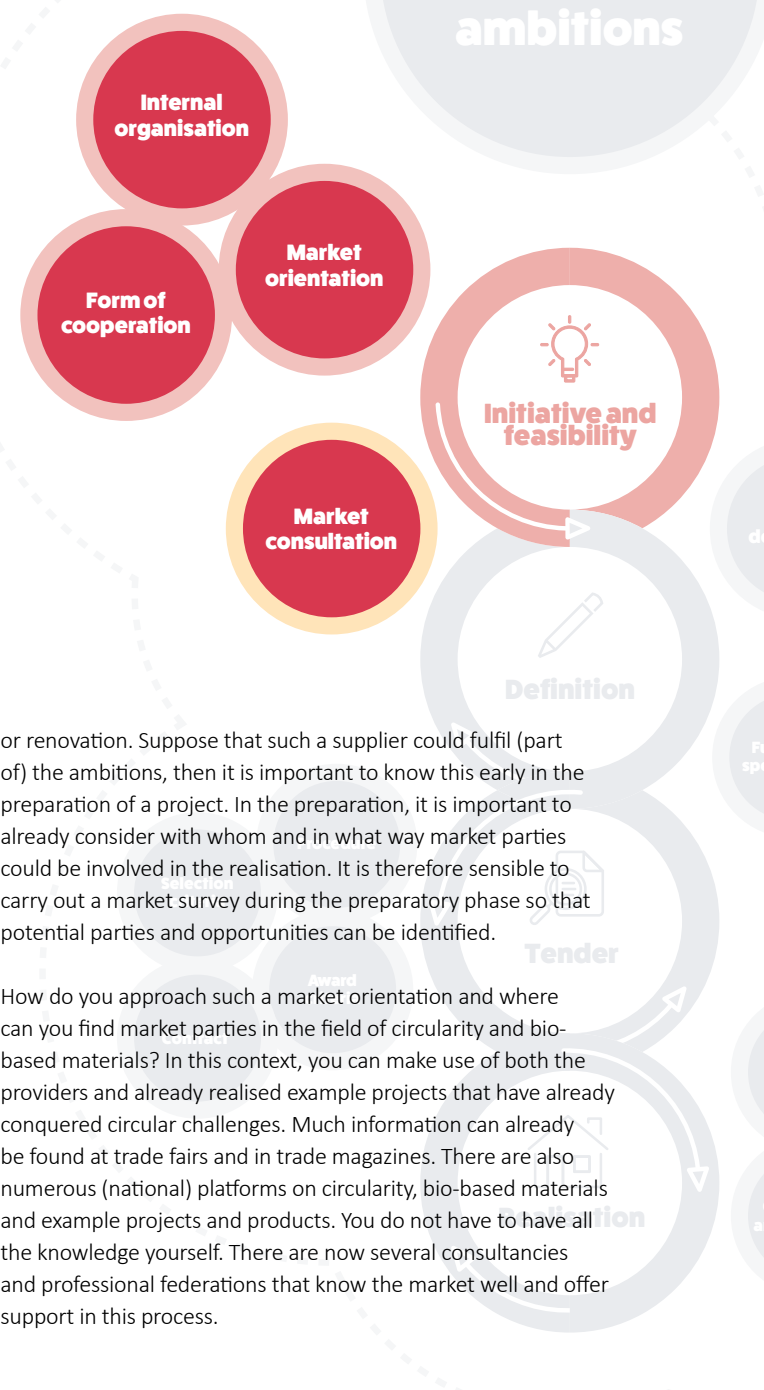 ambitions
Internal
organisation
Market
orientation
Form of
cooperation
Initiative and
feasibility
Market
consultation
Definition
or renovation. Suppose that such a supplier could fulfil (part
of) the ambitions, then it is important to know this early in the
preparation of a project. In the preparation, it is important to
already consider with whom and in what way market parties
could be involved in the realisation. It is therefore sensible to
carry out a market survey during the preparatory phase so that
potential parties and opportunities can be identified.
Selection
Tender
Award
How do you approach such a market orientation and where
can you find market parties in the field of circularity and bio-
based materials? In this context, you can make use of both the
providers and already realised example projects that have already
conquered circular challenges. Much information can already
be found at trade fairs and in trade magazines. There are also
numerous (national) platforms on circularity, bio-based materials
and example projects and products. You do not have to have all
the knowledge yourself. There are now several consultancies
and professional federations that know the market well and offer
support in this process.
Realisation